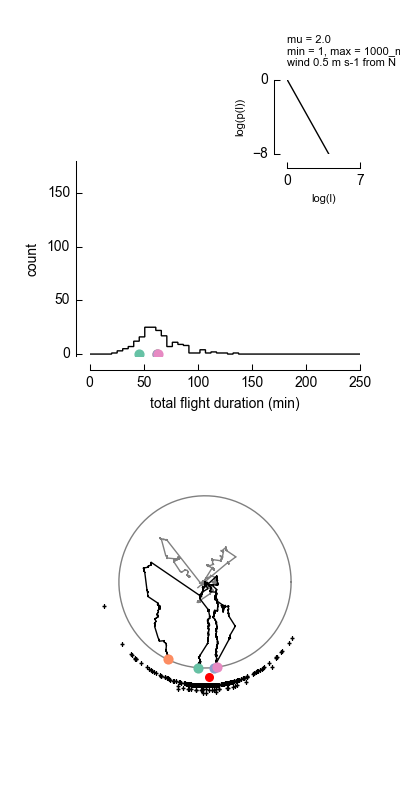 mu = 2.0
min = 1, max = 1000_m
wind 0.5 m s-1 from N
0
log(p(l))
−8
0 7
log(l)
150
100
count
50
0
0 50 100 150 200 250
total flight duration (min)